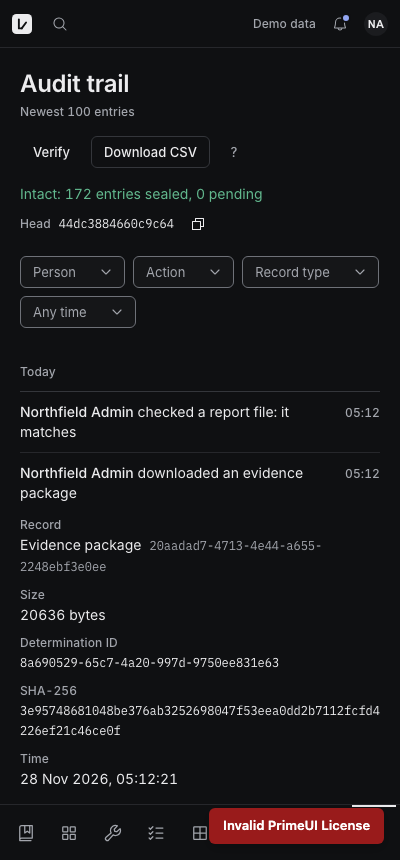 Demo data
NA
Audit trail
Newest 100 entries
Verify
Download CSV
?
Intact: 172 entries sealed, 0 pending
Head 44dc3884660c9c64
Person
Action
Record type
Any time
Today
Northfield Admin checked a report file: it
matches
05:12
Northfield Admin downloaded an evidence
package
05:12
Record
Evidence package 20aadad7-4713-4e44-a655-
2248ebf3e0ee
Size
20636 bytes
Determination ID
8a690529-65c7-4a20-997d-9750ee831e63
SHA-256
3e95748681048be376ab3252698047f53eea0dd2b7112fcfd4
226ef21c46ce0f
Time
28 Nov 2026, 05:12:21
Invalid PrimeUI License